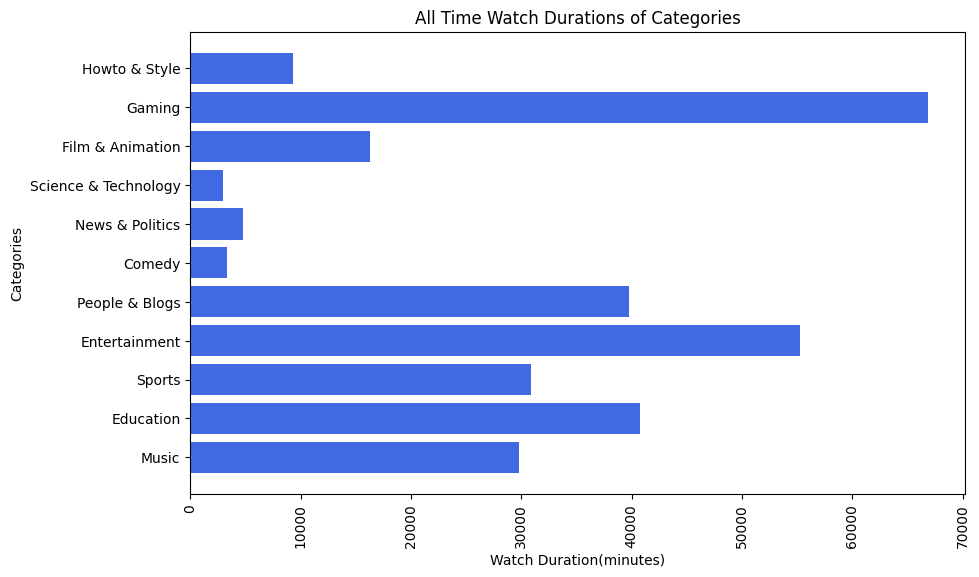 All Time Watch Durations of Categories
Categories
Howto & Style
Gaming
Film & Animation
Science & Technology
News & Politics
Comedy
People & Blogs
Entertainment
Sports
Education
Music
0
10000
20000
30000
40000
50000
60000
70000
Watch Duration(minutes)